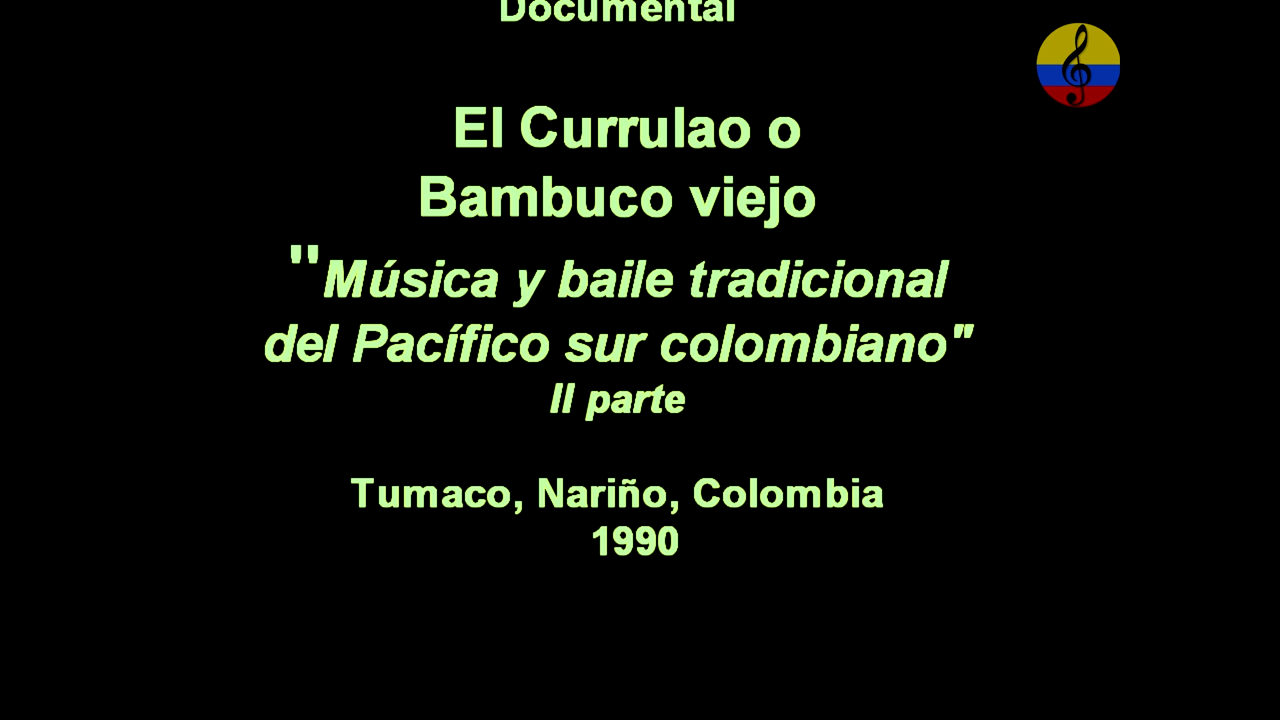 Documental
El Currulao o
Bambuco viejo
"Música y baile tradicional
del Pacífico sur colombiano"
II parte
Tumaco, Nariño, Colombia
1990